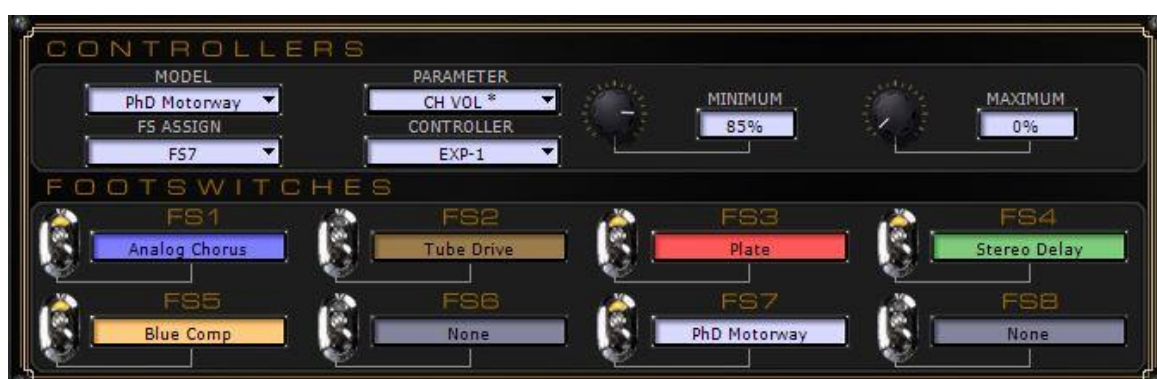 CONTROLLERS
MODEL PARAMETER
PhD Motorway CH VOL * MINIMUM MAXIMUM
FS ASSIGN CONTROLLER 85% 0%
FS7 EXP-1
FOOTSWITCHES
FS1 FS2 FS3 FS4
Analog Chorus Tube Drive Plate Stereo Delay
FS5 FS6 FS7 FS8
Blue Comp None PhD Motorway None